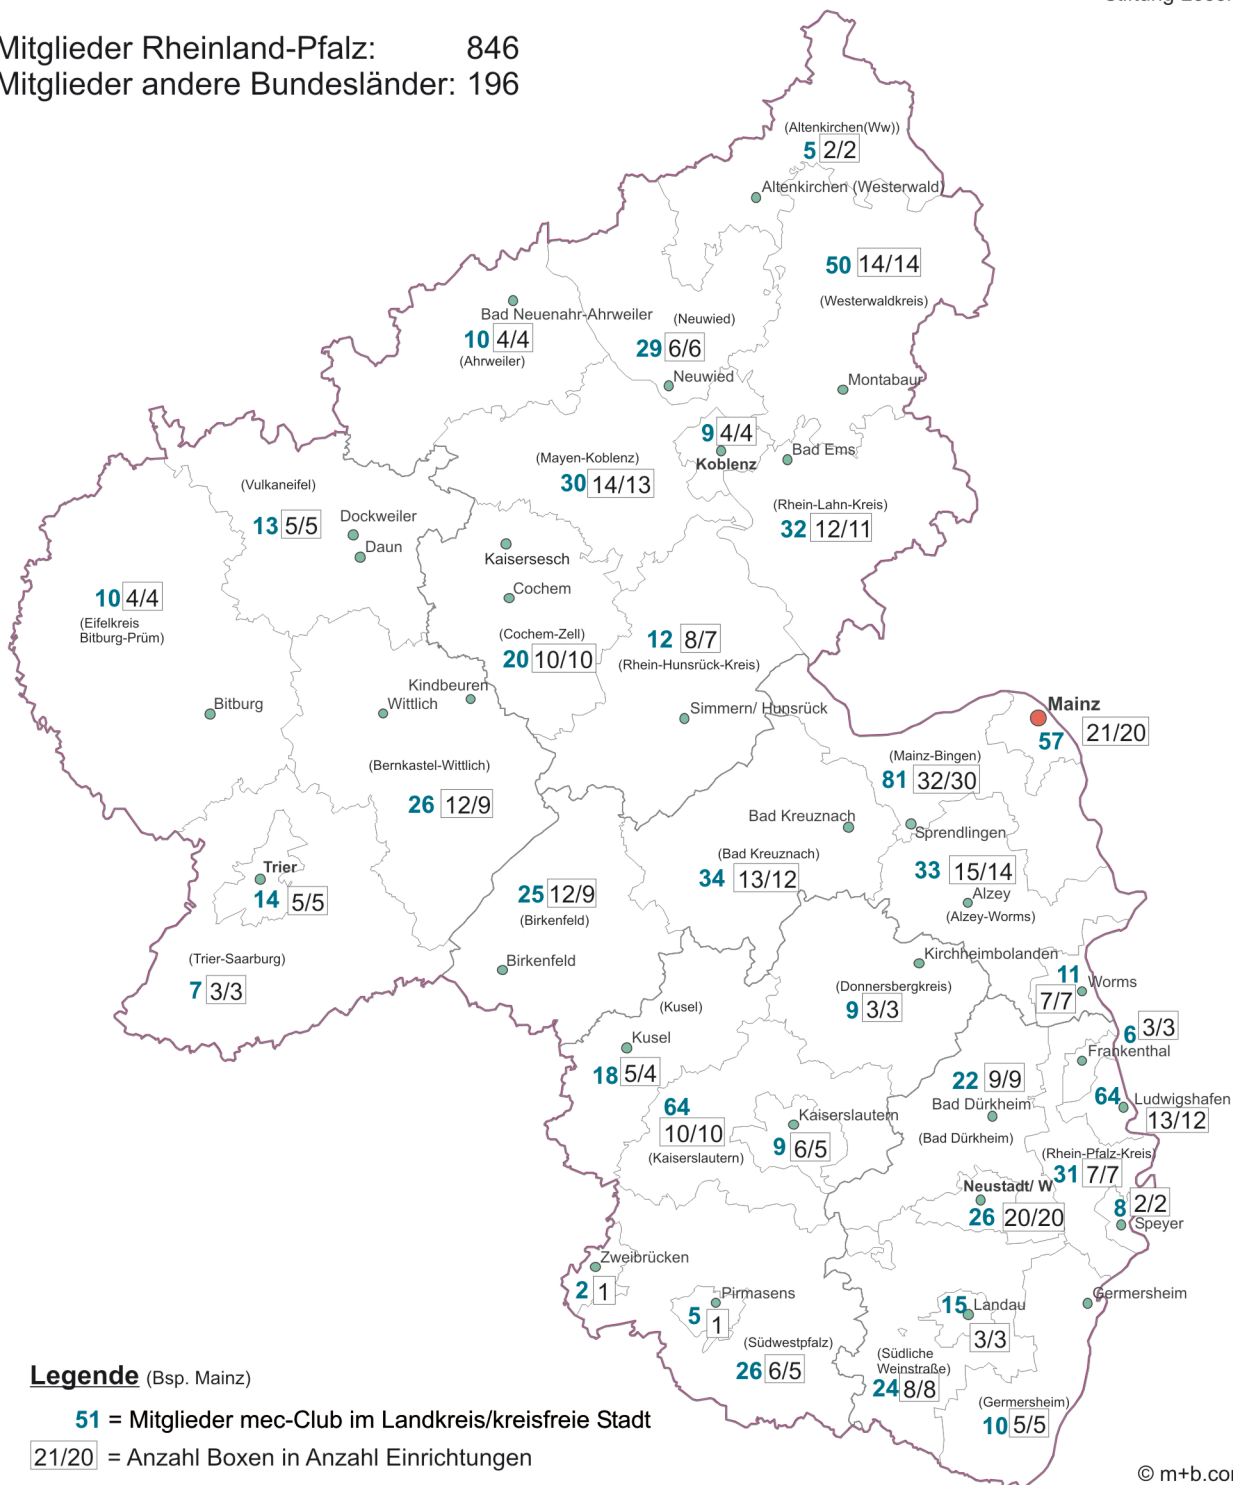 Mitglieder Rheinland-Pfalz: 846
Mitglieder andere Bundesländer: 196
(Altenkirchen(Ww))
5 2/2
Altenkirchen (Westerwald)
50 14/14
(Westerwaldkreis)
Bad Neuenahr-Ahrweiler
10 4/4
(Ahrweiler)
(Neuwied)
29 6/6
Neuwied
Montabaur
9 4/4
Koblenz
Bad Ems
(Mayen-Koblenz)
30 14/13
(Rhein-Lahn-Kreis)
32 12/11
(Vulkaneifel)
13 5/5
Dockweiler
Daun
Kaisersesch
Cochem
(Cochem-Zell)
20 10/10
10 4/4
(Eifelkreis
Bitburg-Prüm)
12 8/7
(Rhein-Hunsrück-Kreis)
Kindbeuren
Wittlich
Bitburg
Simmern/ Hunsrück
Mainz
57 21/20
(Bernkastel-Wittlich)
26 12/9
(Mainz-Bingen)
81 32/30
Bad Kreuznach
Sprendlingen
(Bad Kreuznach)
34 13/12
33 15/14
Alzey
(Alzey-Worms)
Trier
14 5/5
25 12/9
(Birkenfeld)
Birkenfeld
(Trier-Saarburg)
7 3/3
Kirchheimbolanden
(Donnersbergkreis)
9 3/3
11
Worms
7/7
(Kusel)
Kusel
18 5/4
6 3/3
Frankenthal
22 9/9
Bad Dürkheim
(Bad Dürkheim)
64
Ludwigshafen
13/12
64
10/10
(Kaiserslautern)
Kaiserslautern
9 6/5
(Rhein-Pfalz-Kreis)
31 7/7
Neustadt/ W
26 20/20
8 2/2
Speyer
Zweibrücken
2 1
Pirmasens
5 1
(Südwestpfalz)
26 6/5
15 Landau
3/3
Germersheim
(Südliche
Weinstraße)
24 8/8
(Germersheim)
10 5/5
Legende (Bsp. Mainz)
51 = Mitglieder mec-Club im Landkreis/kreisfreie Stadt
21/20 = Anzahl Boxen in Anzahl Einrichtungen